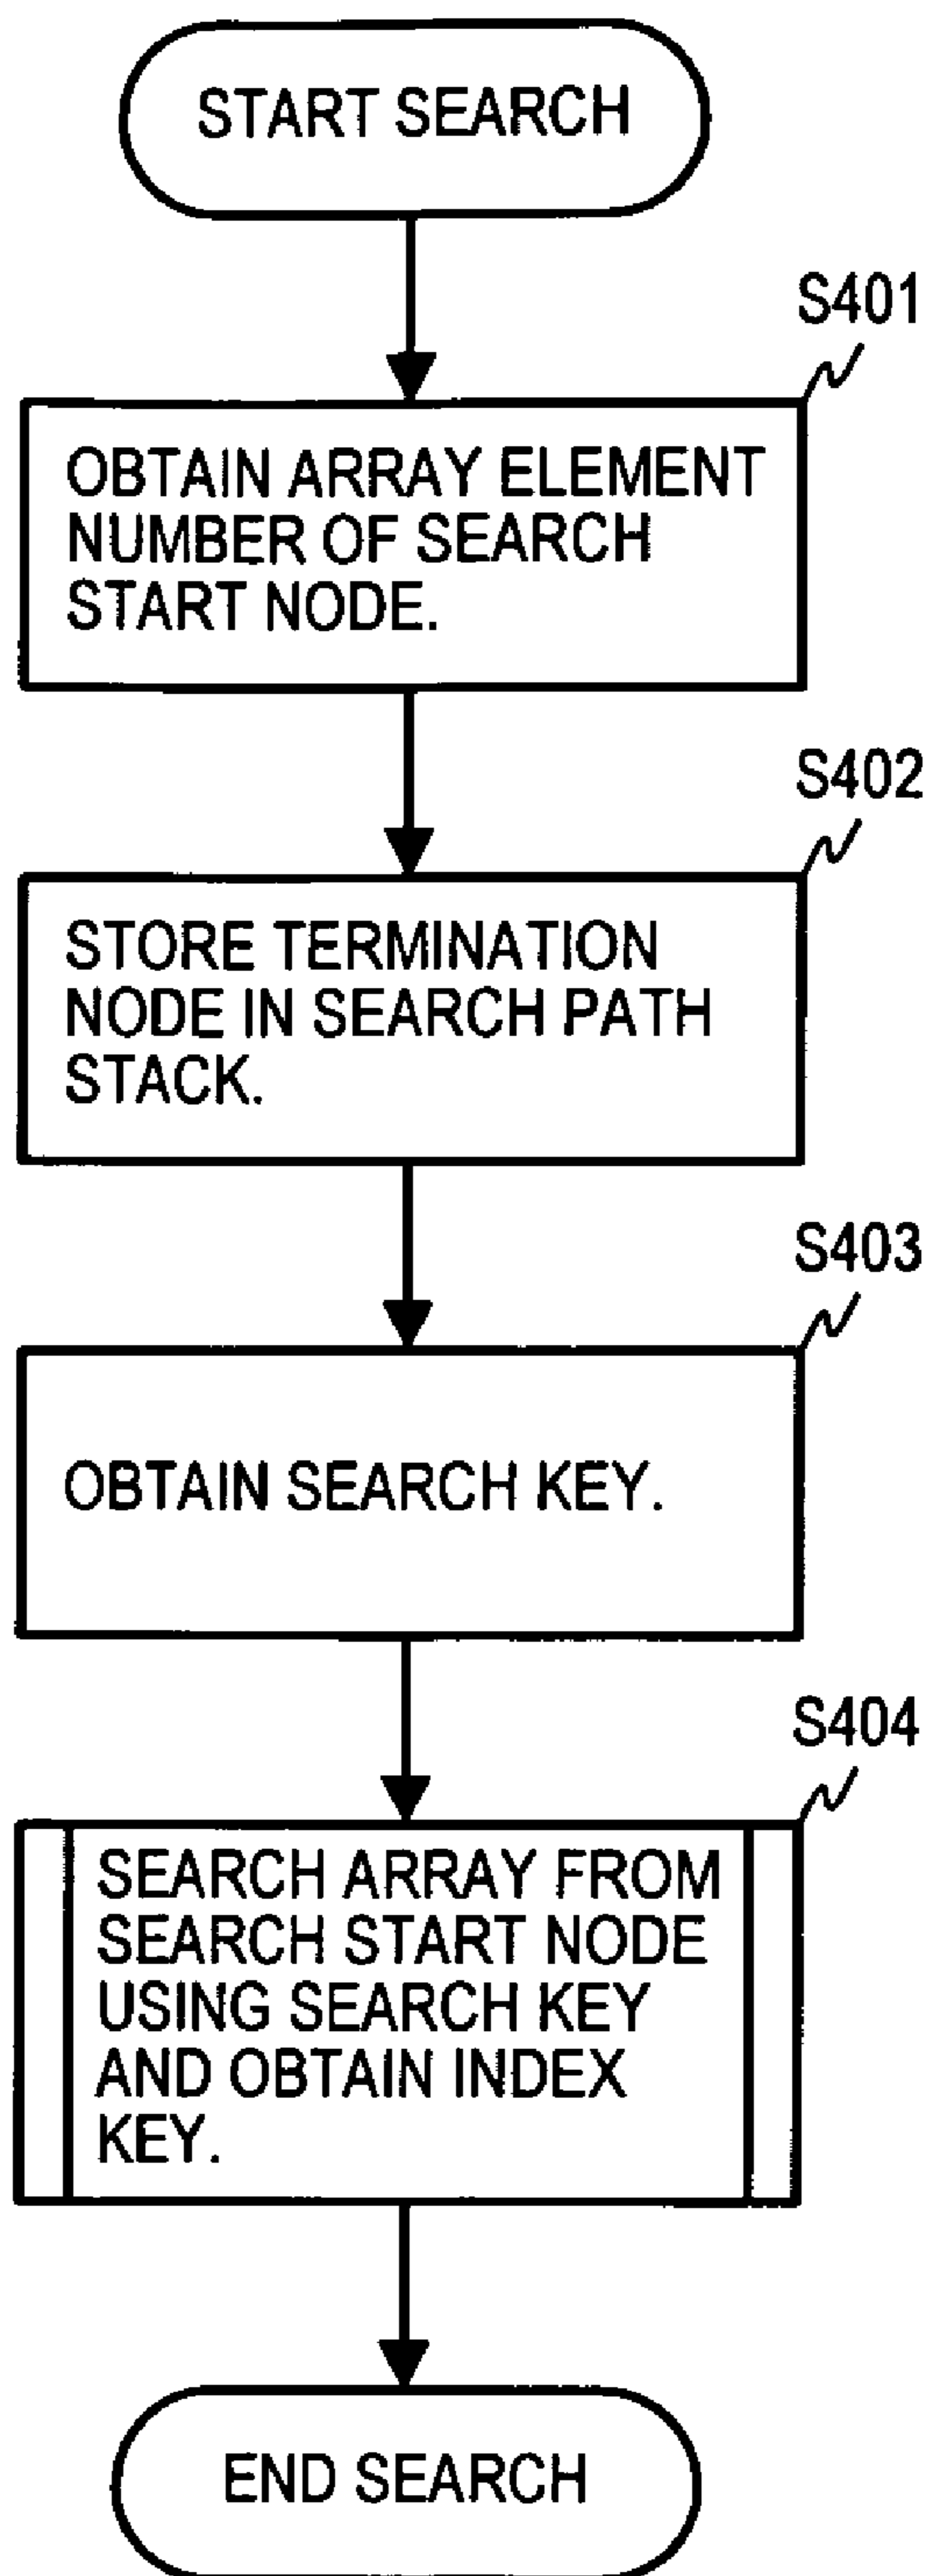 START SEARCH
S401
OBTAIN ARRAY ELEMENT
NUMBER OF SEARCH
START NODE.
S402
STORE TERMINATION
NODE IN SEARCH PATH
STACK.
S403
OBTAIN SEARCH KEY.
S404
SEARCH ARRAY FROM
SEARCH START NODE
USING SEARCH KEY
AND OBTAIN INDEX
KEY.
END SEARCH